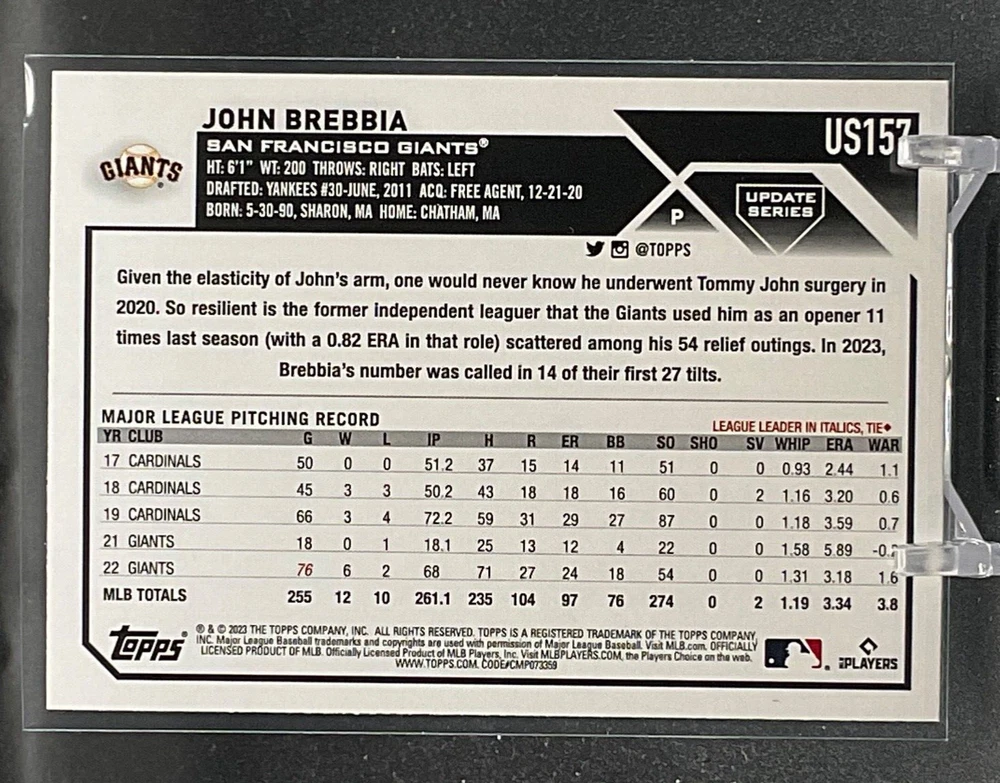 JOHN BREBBIA
US157
GIANTS
SAN FRANCISCO GIANTS®
HT: 6'1" WT: 200 THROWS: RIGHT BATS: LEFT
DRAFTED: YANKEES #30-JUNE, 2011 ACQ: FREE AGENT, 12-21-20
BORN: 5-30-90, SHARON, MA HOME: CHATHAM, MA
P
UPDATE
SERIES
@TOPPS
Given the elasticity of John's arm, one would never know he underwent Tommy John surgery in
2020. So resilient is the former independent leaguer that the Giants used him as an opener 11
times last season (with a 0.82 ERA in that role) scattered among his 54 relief outings. In 2023,
Brebbia's number was called in 14 of their first 27 tilts.
MAJOR LEAGUE PITCHING RECORD
LEAGUE LEADER IN ITALICS, TIE◆
YR CLUB G W L IP H R ER BB SO SHO SV WHIP ERA WAR
17 CARDINALS 50 0 0 51.2 37 15 14 11 51 0 0 0.93 2.44 1.1
18 CARDINALS 45 3 3 50.2 43 18 18 16 60 0 2 1.16 3.20 0.6
19 CARDINALS 66 3 4 72.2 59 31 29 27 87 0 0 1.18 3.59 0.7
21 GIANTS 18 0 1 18.1 25 13 12 4 22 0 0 1.58 5.89
22 GIANTS 76 6 2 68 71 27 24 18 54 0 0 1.31 3.18 1.6
MLB TOTALS 255 12 10 261.1 235 104 97 76 274 0 2 1.19 3.34 3.8
topps®
® & © 2023 THE TOPPS COMPANY, INC. ALL RIGHTS RESERVED. TOPPS IS A REGISTERED TRADEMARK OF THE TOPPS COMPANY,
INC. Major League Baseball trademarks and copyrights are used with permission of Major League Baseball. Visit MLB.com. OFFICIALLY
LICENSED PRODUCT OF MLB. Officially Licensed Product of MLB Players, Inc. Visit MLBPLAYERS.COM, the Players Choice on the web.
WWW.TOPPS.COM. CODE#CMP073359
PLAYERS